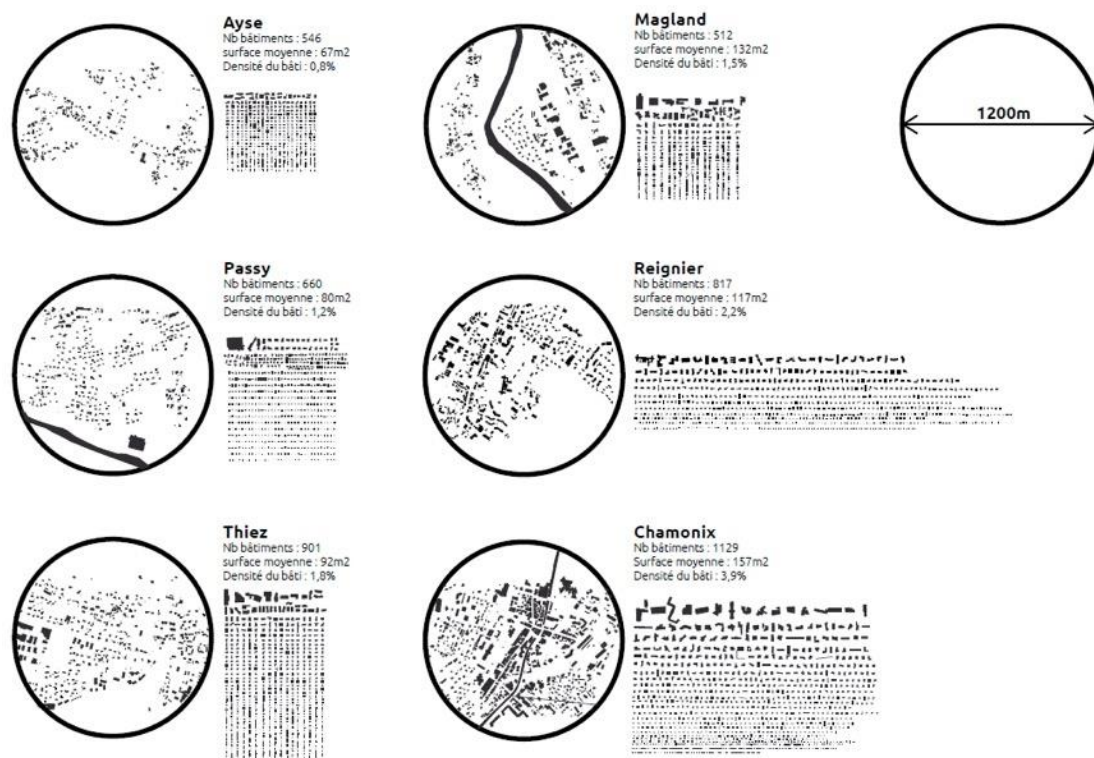 Ayse
Nb bâtiments : 546
surface moyenne : 67m2
Densité du bâti : 0,8%
Magland
Nb bâtiments : 512
surface moyenne : 132m2
Densité du bâti : 1,5%
1200m
Passy
Nb bâtiments : 660
surface moyenne : 80m2
Densité du bâti : 1,2%
Reignier
Nb bâtiments : 817
surface moyenne : 117m2
Densité du bâti : 2,2%
Thiez
Nb bâtiments : 901
surface moyenne : 92m2
Densité du bâti : 1,8%
Chamonix
Nb bâtiments : 1129
Surface moyenne : 157m2
Densité du bâti : 3,9%